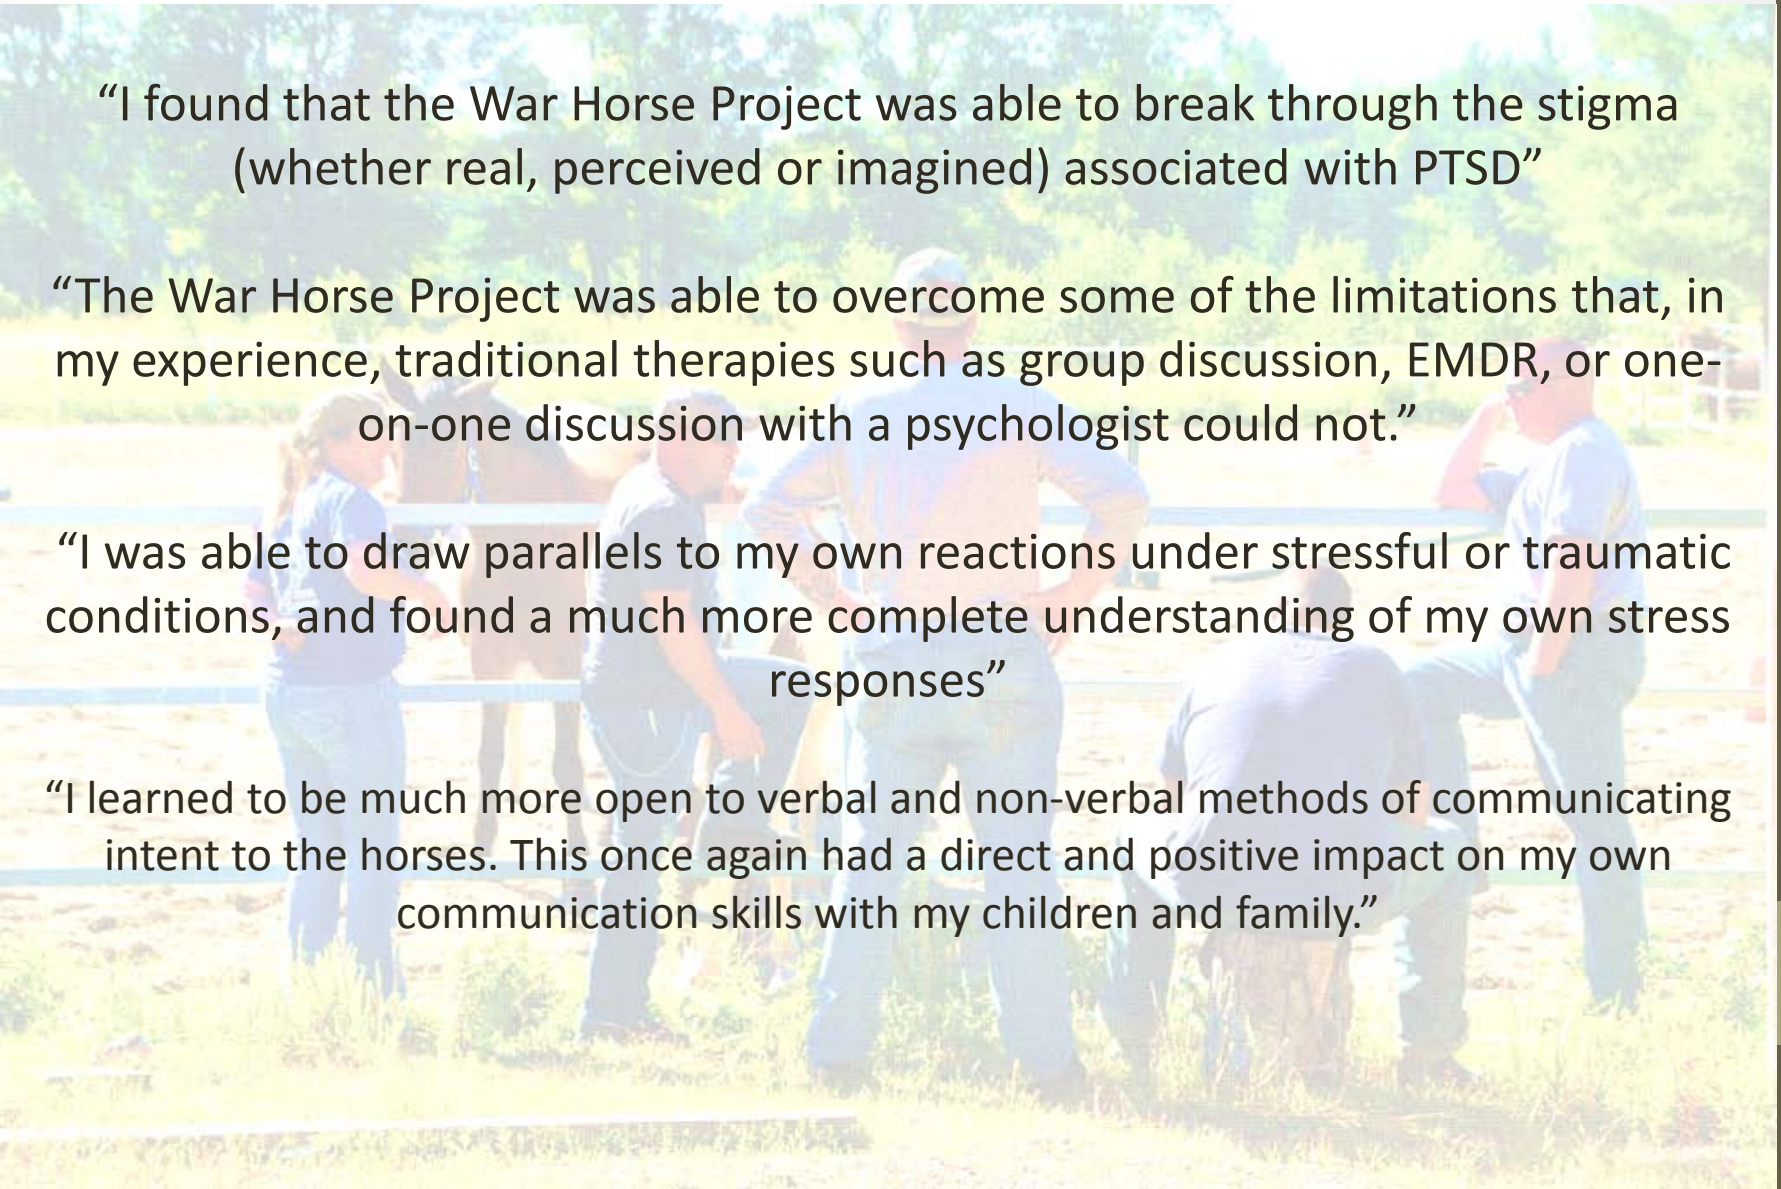 “I found that the War Horse Project was able to break through the stigma
(whether real, perceived or imagined) associated with PTSD”
“The War Horse Project was able to overcome some of the limitations that, in
my experience, traditional therapies such as group discussion, EMDR, or one-
on-one discussion with a psychologist could not.”
“I was able to draw parallels to my own reactions under stressful or traumatic
conditions, and found a much more complete understanding of my own stress
responses”
“I learned to be much more open to verbal and non-verbal methods of communicating
intent to the horses. This once again had a direct and positive impact on my own
communication skills with my children and family.”